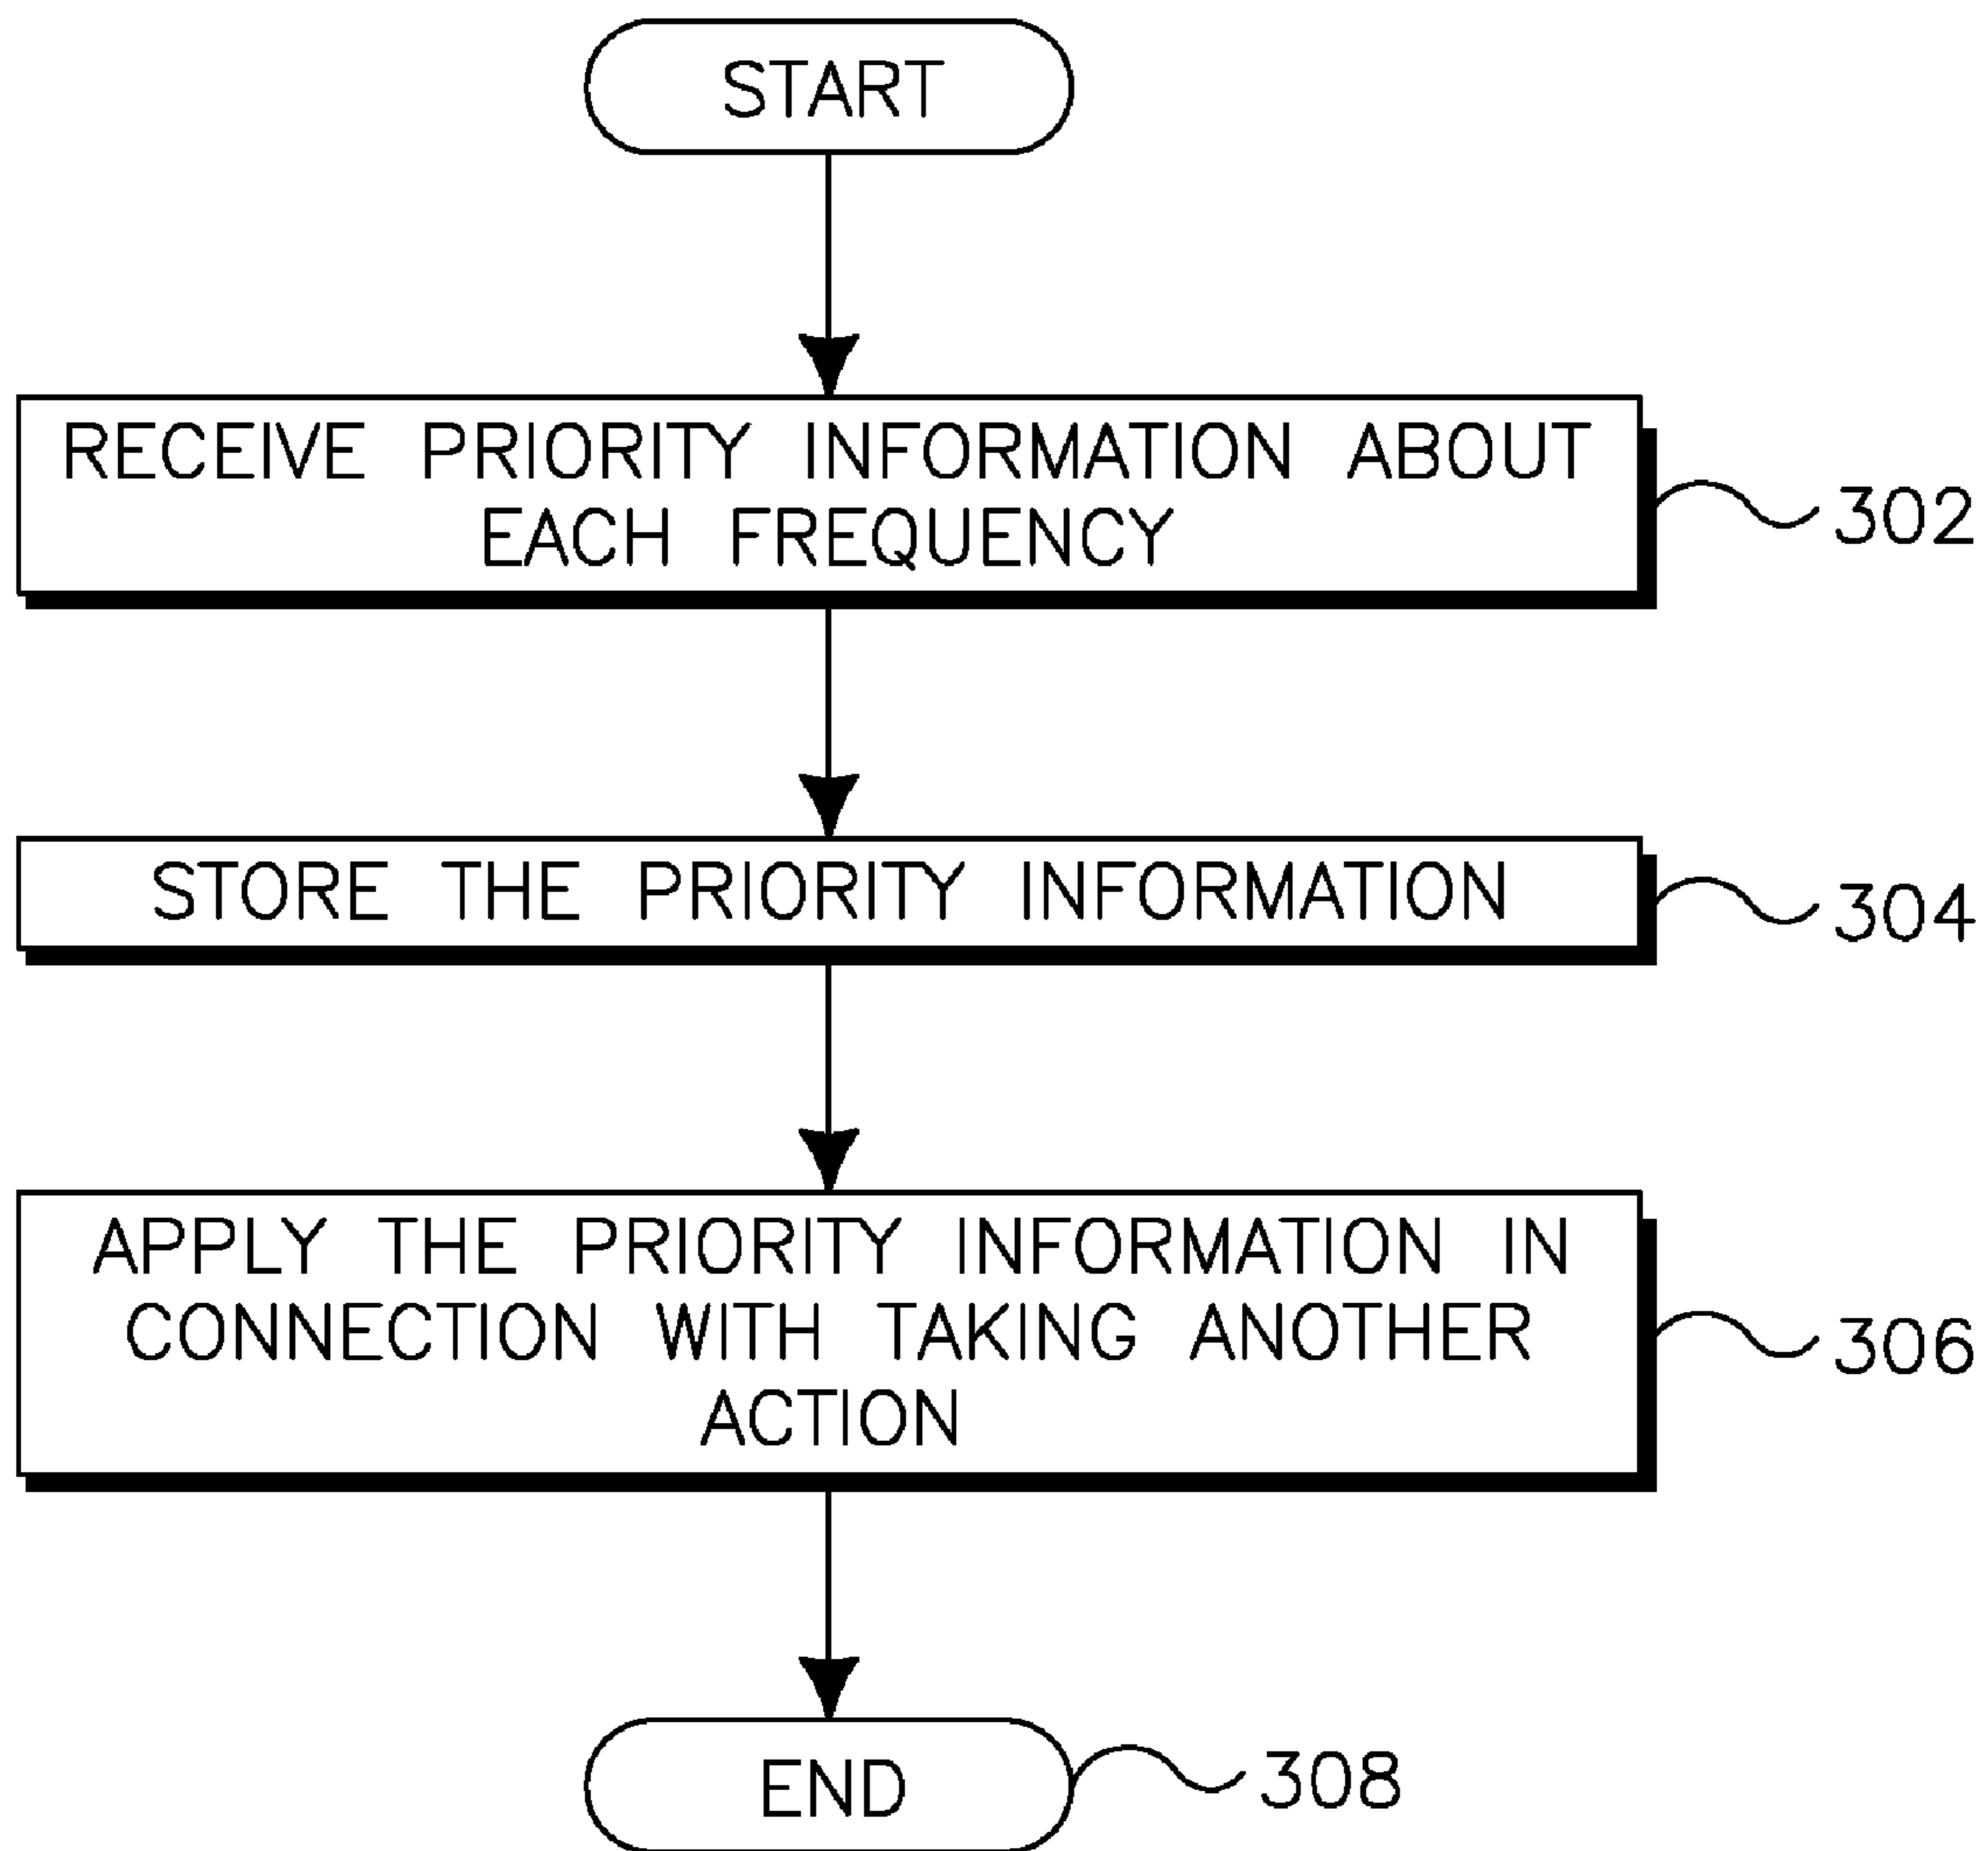 START
RECEIVE PRIORITY INFORMATION ABOUT
EACH FREQUENCY
302
STORE THE PRIORITY INFORMATION
304
APPLY THE PRIORITY INFORMATION IN
CONNECTION WITH TAKING ANOTHER
ACTION
306
END
308